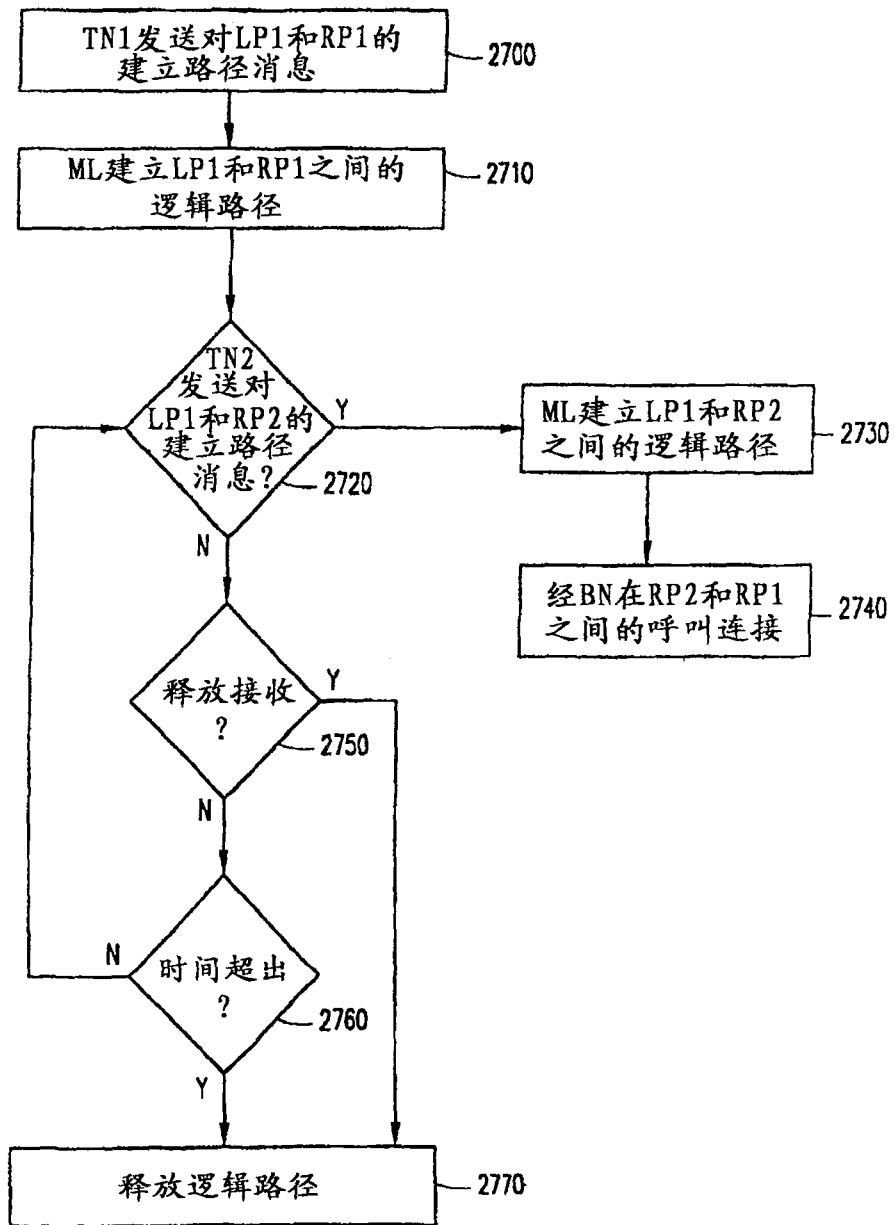 TN1发送对LP1和RP1的
建立路径消息
2700
ML建立LP1和RP1之间的
逻辑路径
2710
TN2
发送对
LP1和RP2的
建立路径
消息?
2720
Y
N
ML建立LP1和RP2
之间的逻辑路径
2730
经BN在RP2和RP1
之间的呼叫连接
2740
释放接收
?
2750
Y
N
时间超出
?
2760
N
Y
释放逻辑路径
2770